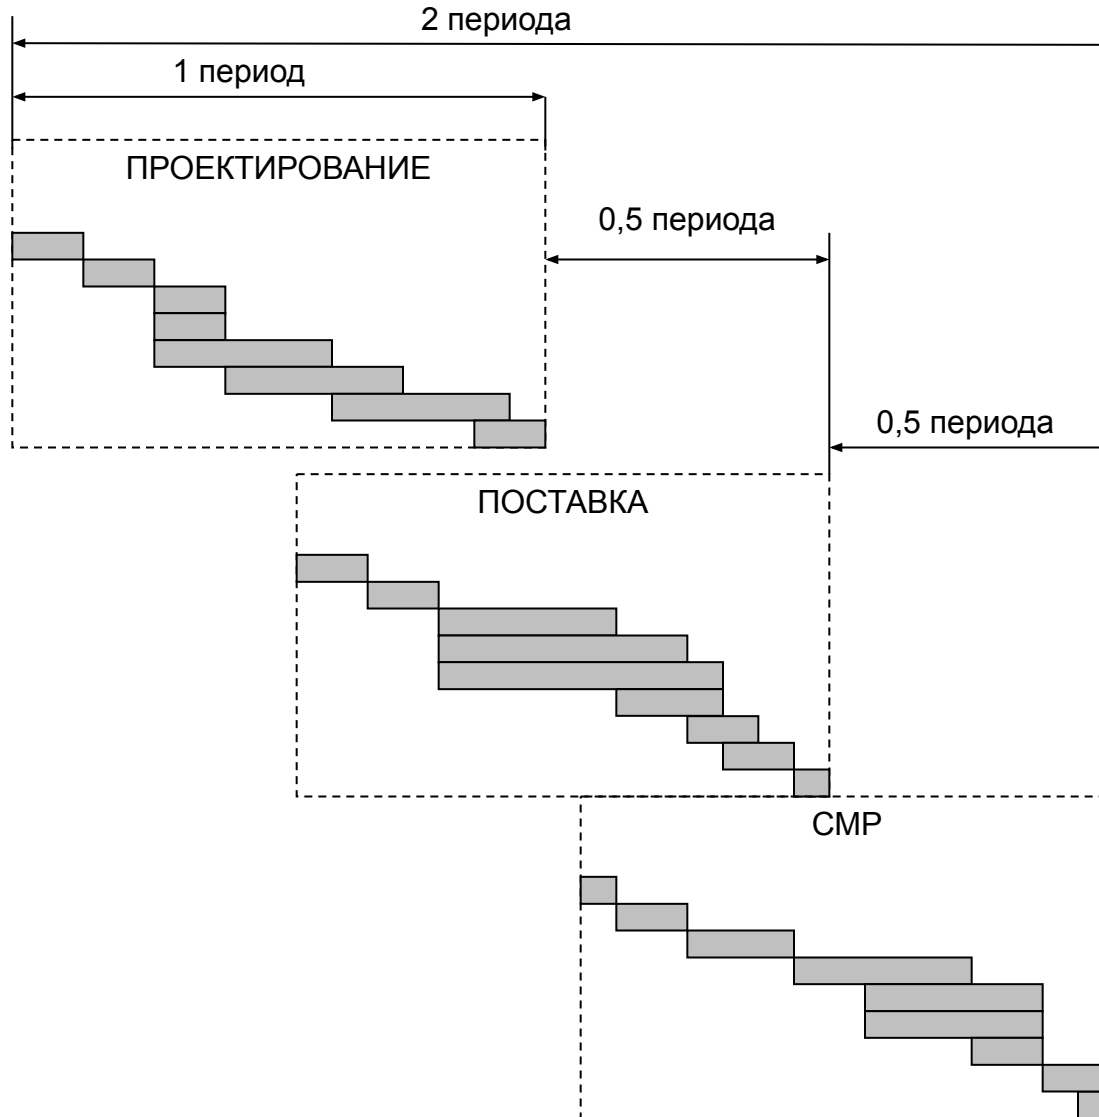 2 периода
1 период
ПРОЕКТИРОВАНИЕ
0,5 периода
0,5 периода
ПОСТАВКА
СМР